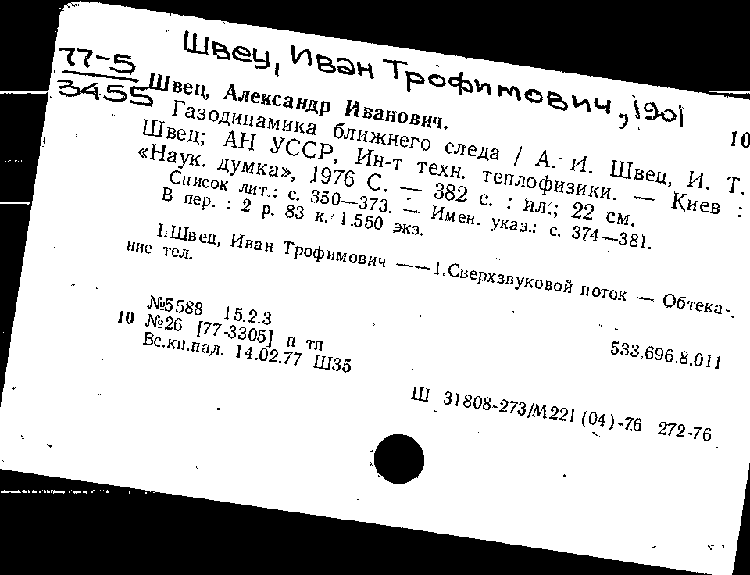 Швец, Иван Трофимович, 1901
77-5
3455
10
Швец, Александр Иванович.
Газодинамика ближнего следа / А. И. Швец, И. Т.
Швец; АН УССР, Ин-т техн. теплофизики. — Киев :
«Наук. думка», 1976 С. — 382 с. : ил.; 22 см.
Список лит.: с. 350—373. — Имен. указ.: с. 374—381.
В пер. : 2 р. 83 к. 1.550 экз.
1.Швец, Иван Трофимович ——1.Сверхзвуковой поток — Обтека-
ние тел.
№5588 15.2.3
10 №26 [77-3305] п тп
533.696.8.011
Вс.кн.пал. 14.02.77 Ш35
Ш 31808-273/М221 (04)-76 272-76